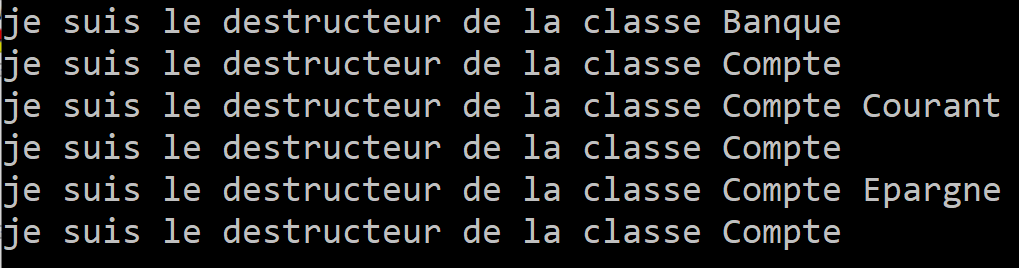 je suis le destructeur de la classe Banque
je suis le destructeur de la classe Compte
je suis le destructeur de la classe Compte Courant
je suis le destructeur de la classe Compte
je suis le destructeur de la classe Compte Epargne
je suis le destructeur de la classe Compte